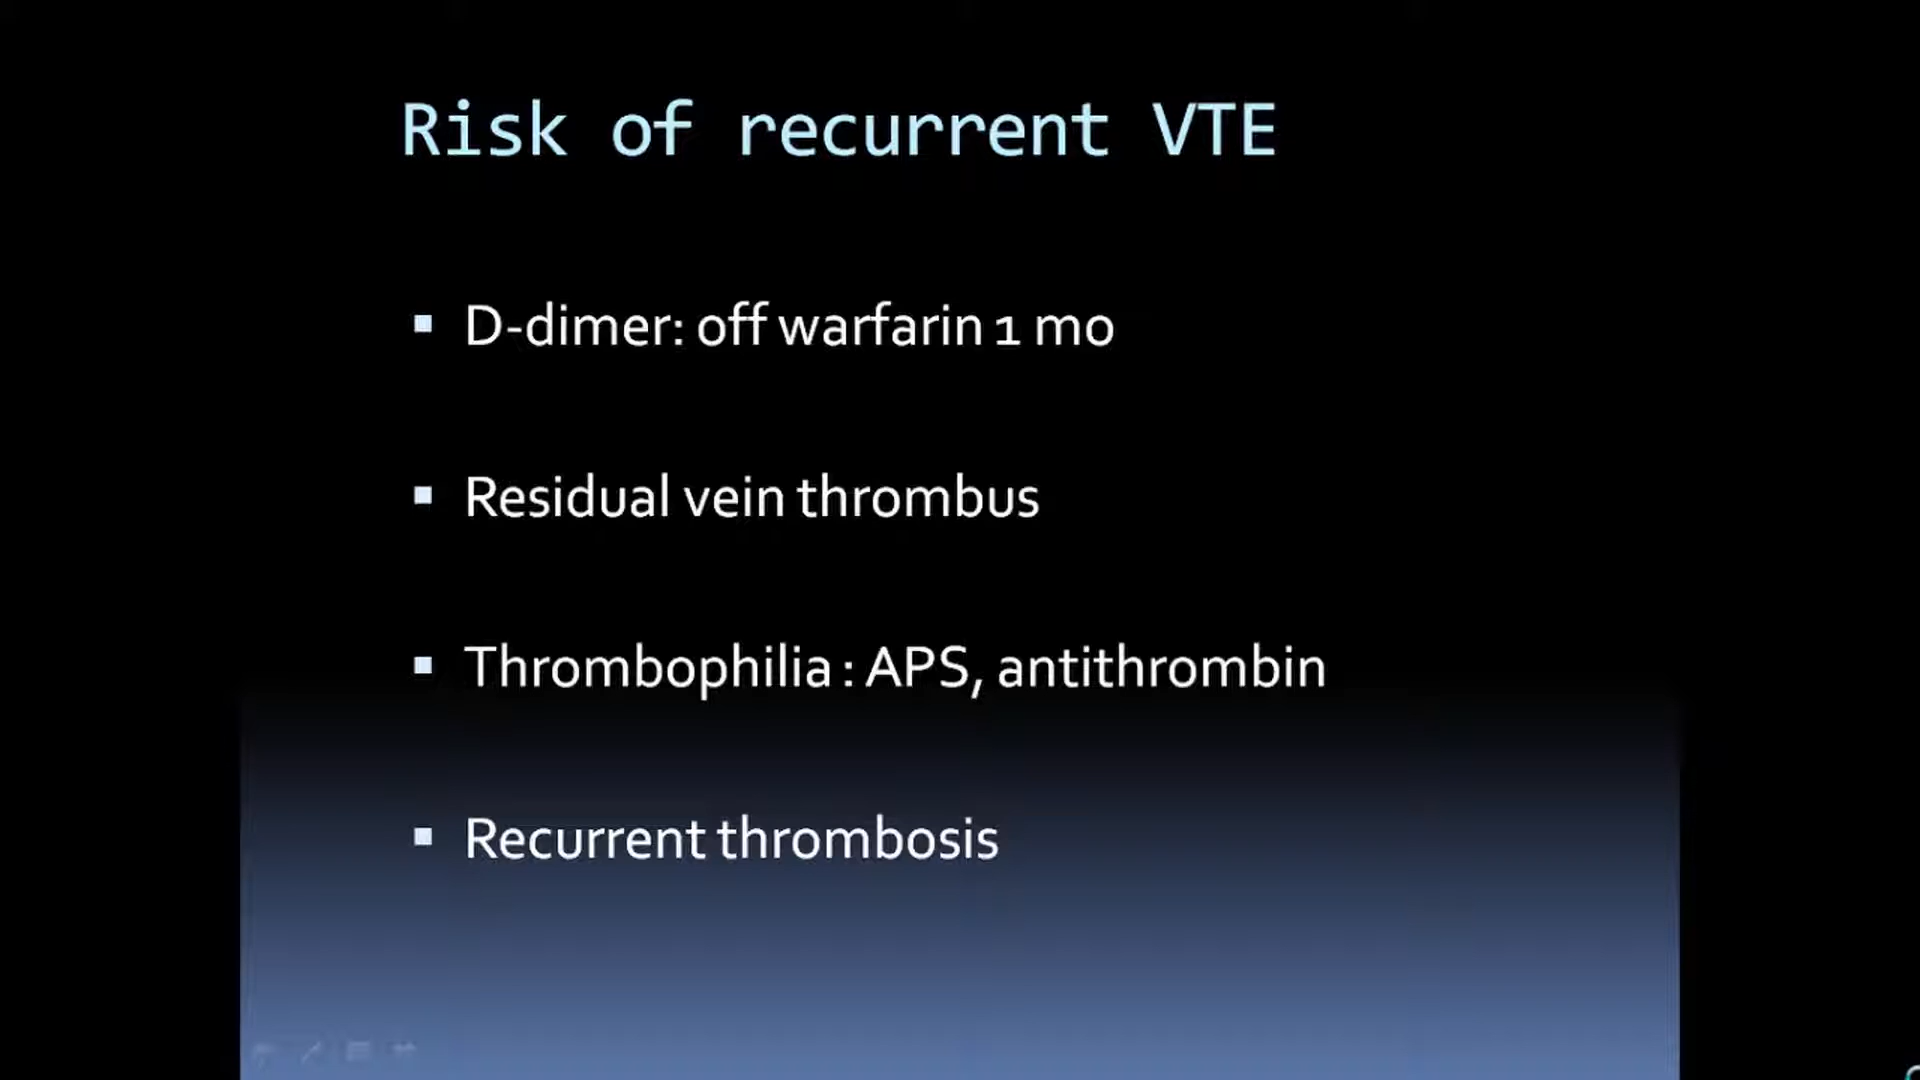 Risk of recurrent VTE
▪ D-dimer: off warfarin 1 mo
▪ Residual vein thrombus
▪ Thrombophilia : APS, antithrombin
▪ Recurrent thrombosis